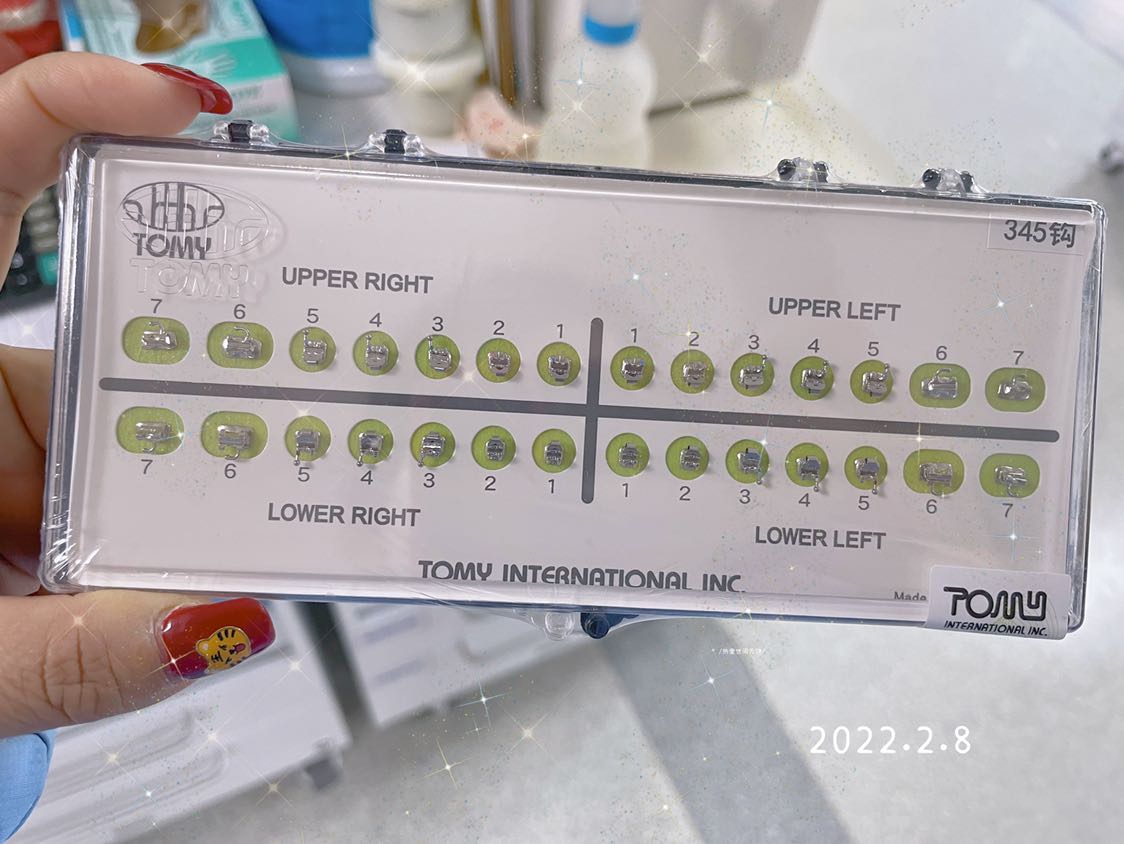 TOMY
TOMY
345钩
UPPER RIGHT
UPPER LEFT
7 6 5 4 3 2 1
1 2 3 4 5 6 7
7 6 5 4 3 2 1
1 2 3 4 5 6 7
LOWER RIGHT
LOWER LEFT
TOMY INTERNATIONAL INC.
Made
TOMY
INTERNATIONAL INC.
2022.2.8